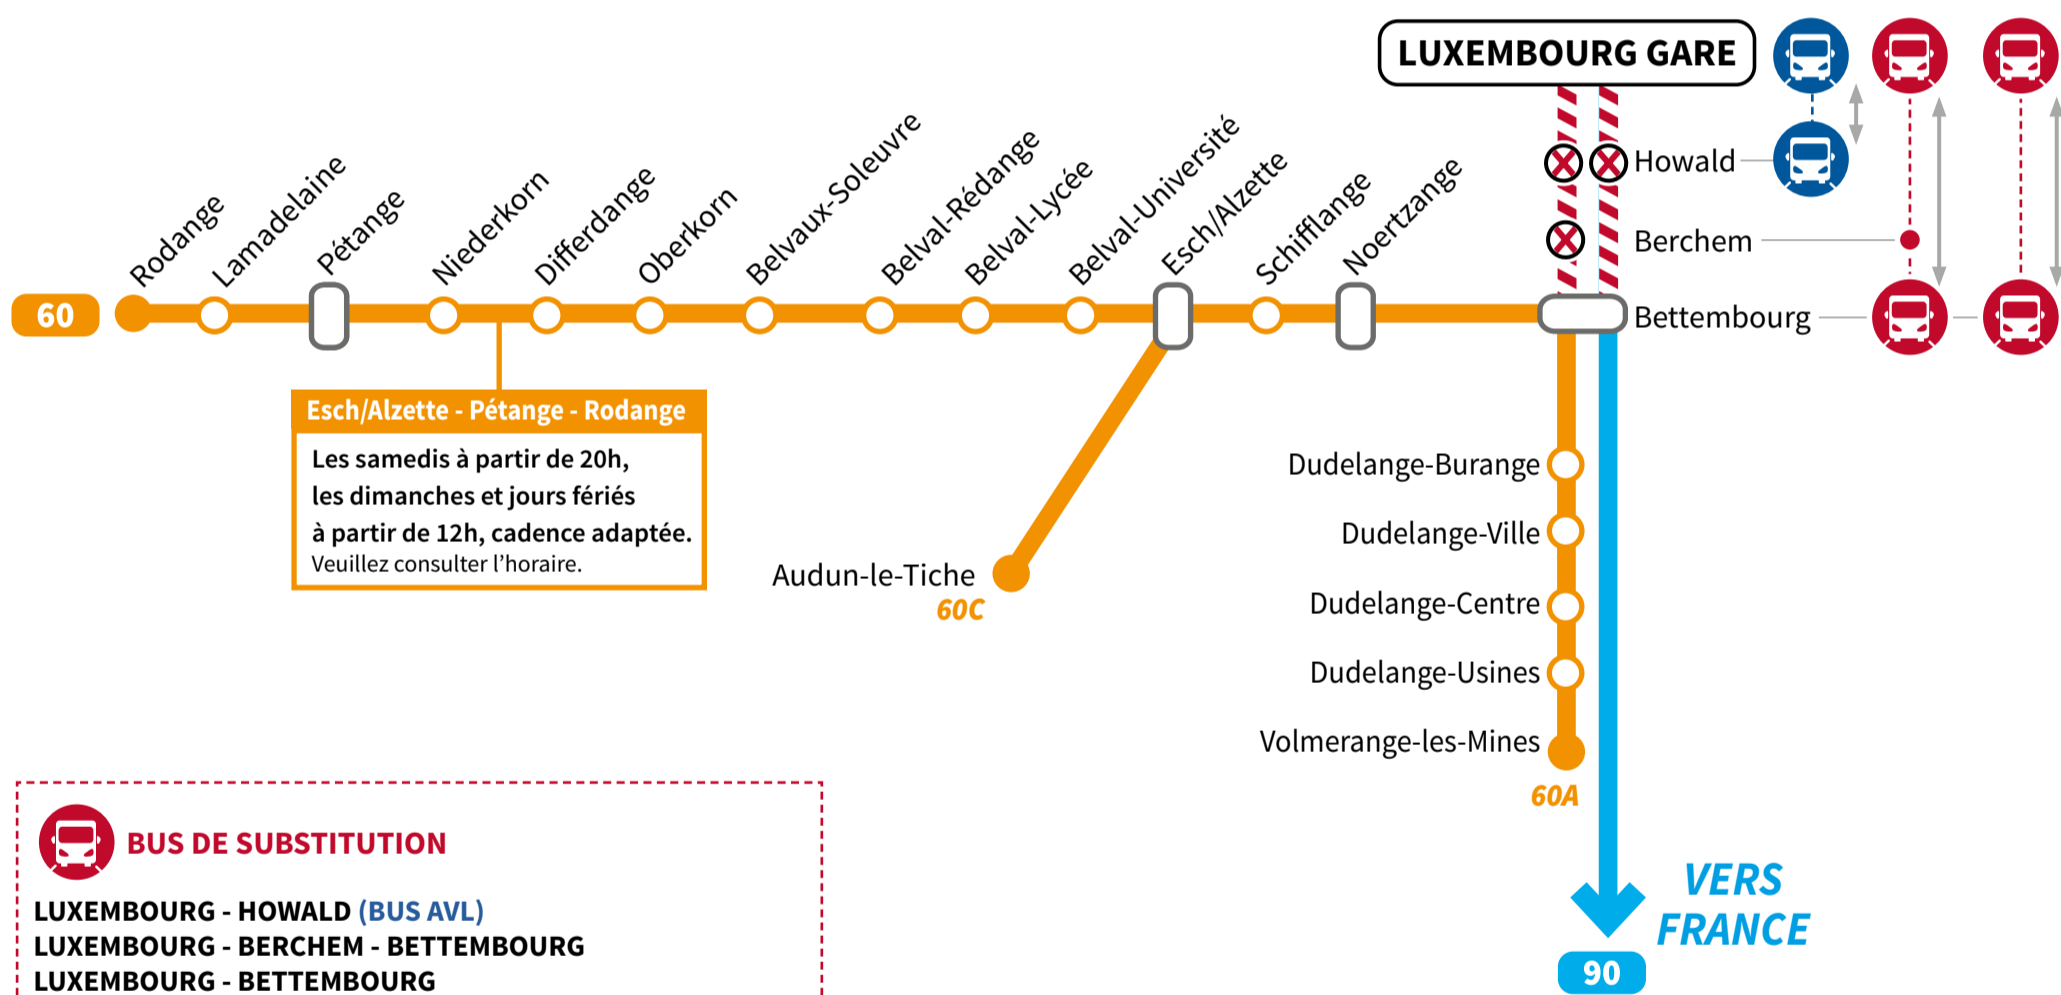 LUXEMBOURG GARE
Howald
Berchem
Bettembourg
60
Rodange
Lamadelaine
Pétange
Niederkorn
Differdange
Oberkorn
Belvaux-Soleuvre
Belval-Rédange
Belval-Lycée
Belval-Université
Esch/Alzette
Schifflange
Noertzange
Esch/Alzette - Pétange - Rodange
Les samedis à partir de 20h,
les dimanches et jours fériés
à partir de 12h, cadence adaptée.
Veuillez consulter l'horaire.
Audun-le-Tiche
60C
Dudelange-Burange
Dudelange-Ville
Dudelange-Centre
Dudelange-Usines
Volmerange-les-Mines
60A
VERS
FRANCE
90
BUS DE SUBSTITUTION
LUXEMBOURG - HOWALD (BUS AVL)
LUXEMBOURG - BERCHEM - BETTEMBOURG
LUXEMBOURG - BETTEMBOURG